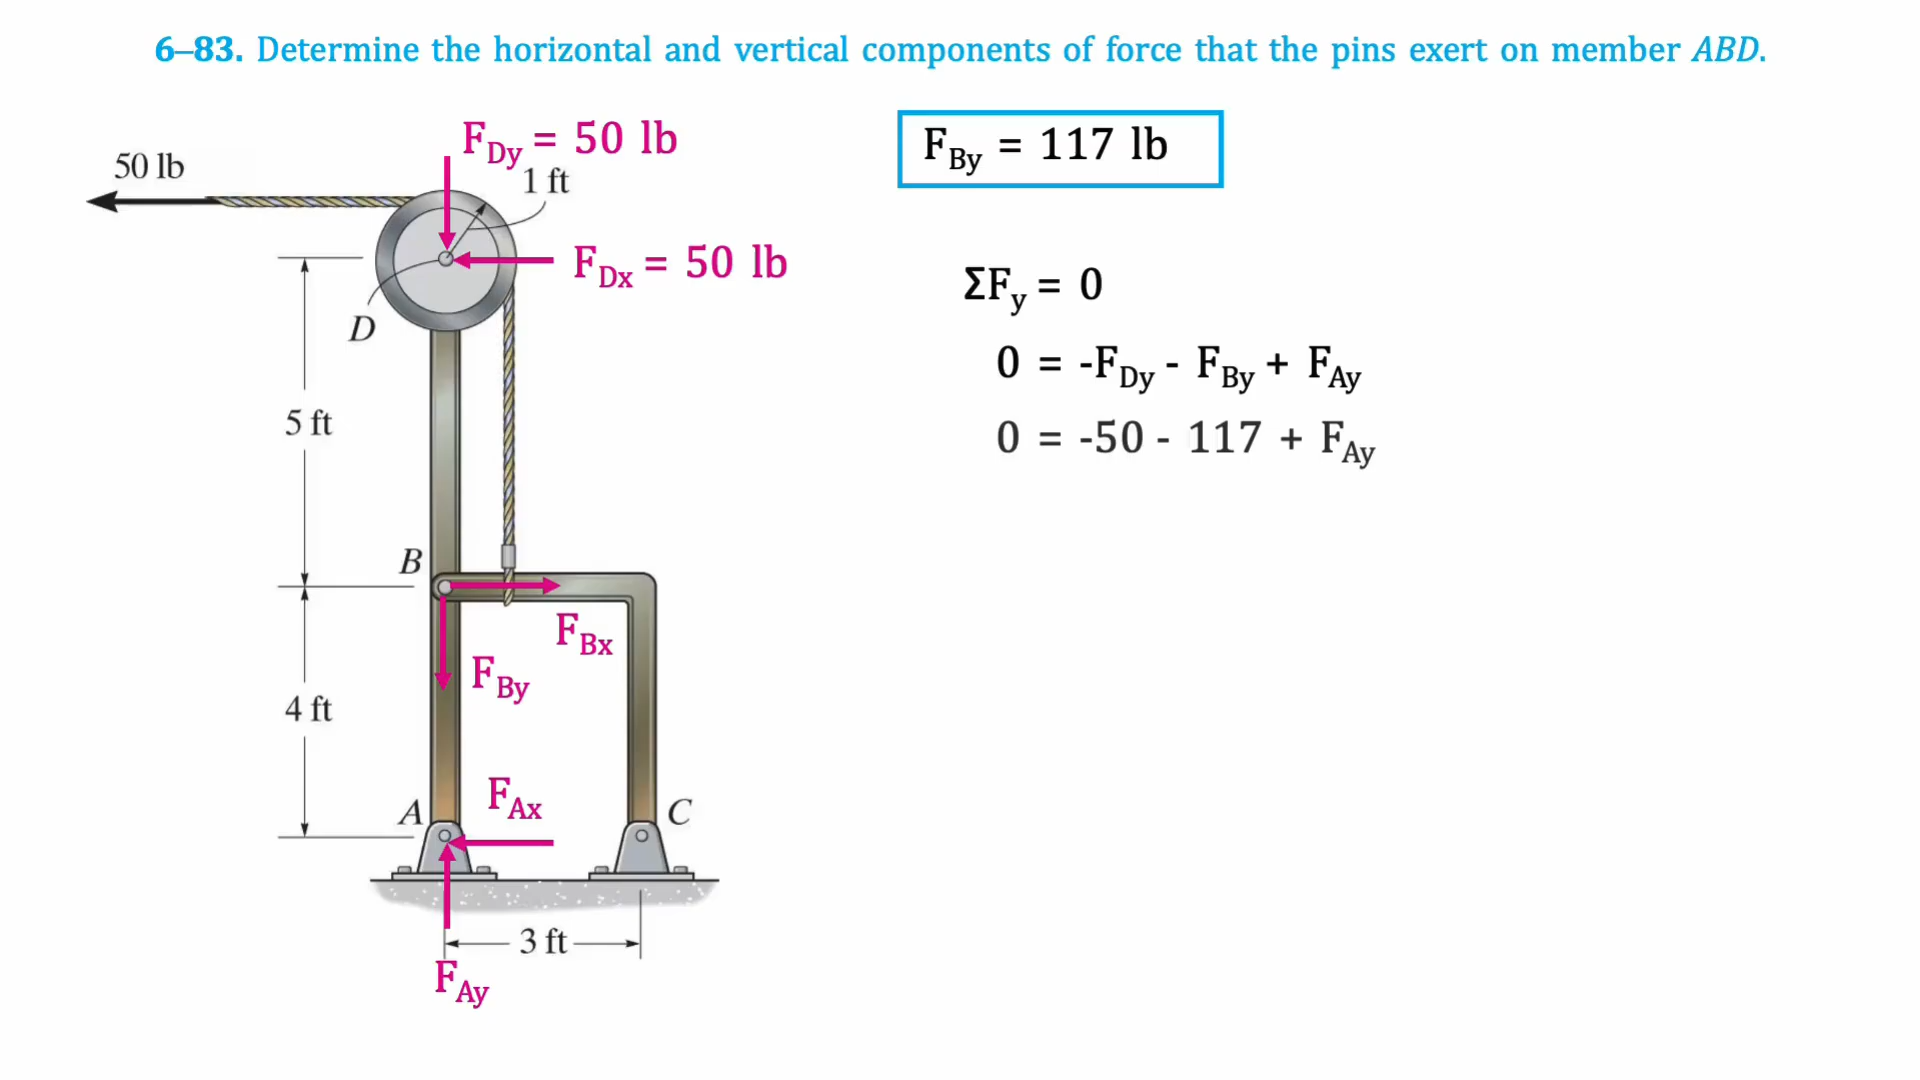 6–83. Determine the horizontal and vertical components of force that the pins exert on member ABD.
F_Dy = 50 lb
50 lb
1 ft
F_Dx = 50 lb
D
5 ft
B
F_Bx
F_By
4 ft
F_Ax
A
C
3 ft
F_Ay
F_By = 117 lb
ΣF_y = 0
0 = -F_Dy - F_By + F_Ay
0 = -50 - 117 + F_Ay